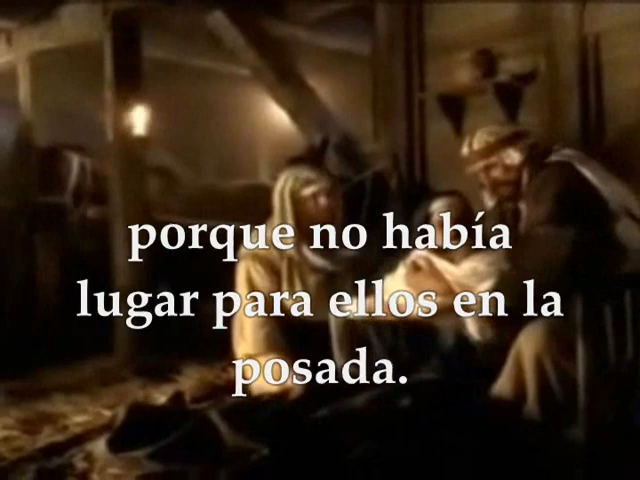 porque no había
lugar para ellos en la
posada.